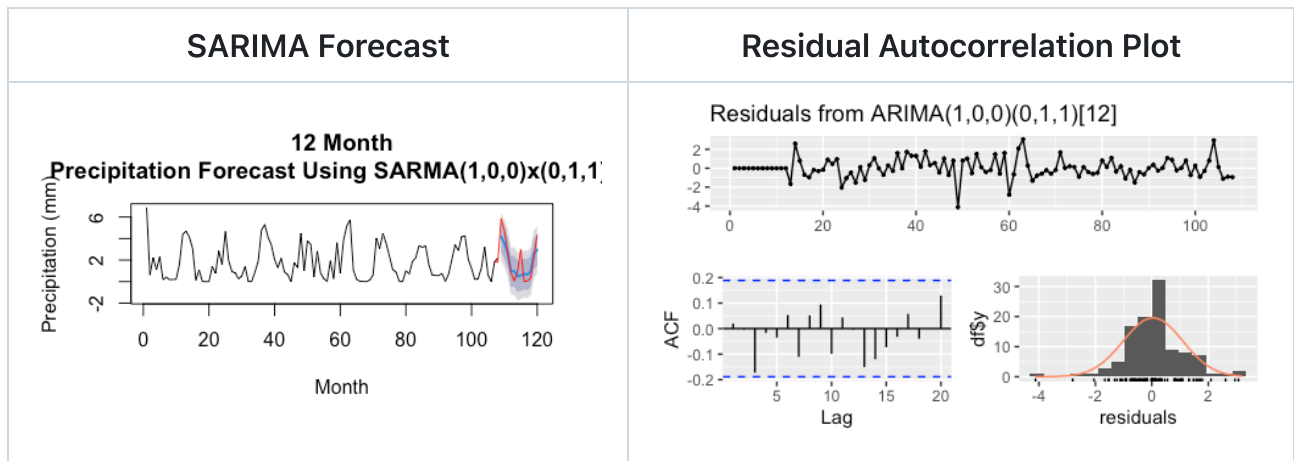 SARIMA Forecast
Residual Autocorrelation Plot
12 Month
Precipitation Forecast Using SARMA(1,0,0)x(0,1,1)
Precipitation (mm)
6
2
-2
0 20 40 60 80 100 120
Month
Residuals from ARIMA(1,0,0)(0,1,1)[12]
2
0
-2
-4
0 20 40 60 80 100
ACF
0.2
0.1
0.0
-0.1
-0.2
5 10 15 20
Lag
df$y
30
20
10
0
-4 -2 0 2
residuals